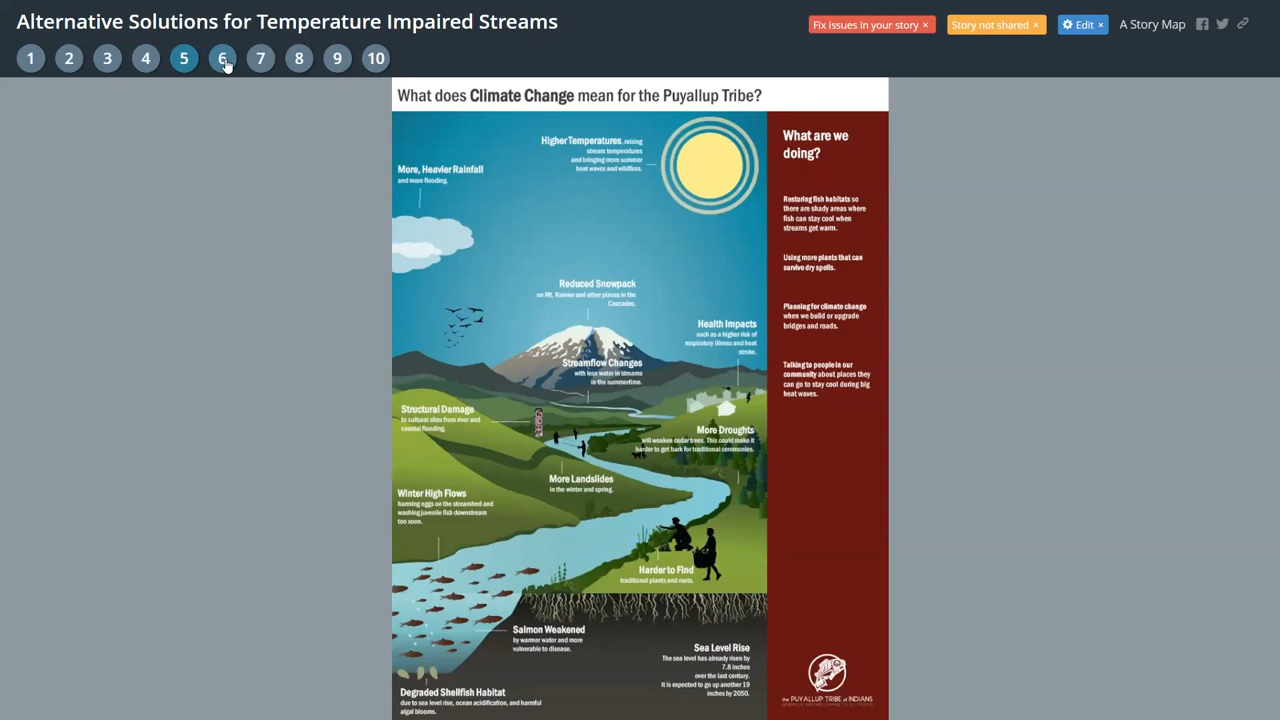 Alternative Solutions for Temperature Impaired Streams
Fix issues in your story ×
Story not shared ×
Edit ×
A Story Map
1 2 3 4 5 6 7 8 9 10
What does Climate Change mean for the Puyallup Tribe?
Higher Temperatures, raising
stream temperatures
and bringing more summer
heat waves and wildfires.
More, Heavier Rainfall
and more flooding.
Reduced Snowpack
on Mt. Rainier and other places in the
Cascades.
Health Impacts
such as a higher risk of
respiratory illness and heat
stroke.
Streamflow Changes
with less water in streams
in the summertime.
Structural Damage
to cultural sites from river and
coastal flooding.
More Droughts
will weaken cedar trees. This could make it
harder to get bark for traditional cermonies.
More Landslides
in the winter and spring.
Winter High Flows
harming eggs on the streambed and
washing juvenile fish downstream
too soon.
Harder to Find
traditional plants and roots.
Salmon Weakened
by warmer water and more
vulnerable to disease.
Sea Level Rise
The sea level has already risen by
7.8 inches
over the last century.
It is expected to go up another 19
inches by 2050.
Degraded Shellfish Habitat
due to sea level rise, ocean acidification, and harmful
algal blooms.
What are we
doing?
Restoring fish habitats so
there are shady areas where
fish can stay cool when
streams get warm.
Using more plants that can
survive dry spells.
Planning for climate change
when we build or upgrade
bridges and roads.
Talking to people in our
community about places they
can go to stay cool during big
heat waves.
the PUYALLUP TRIBE of INDIANS